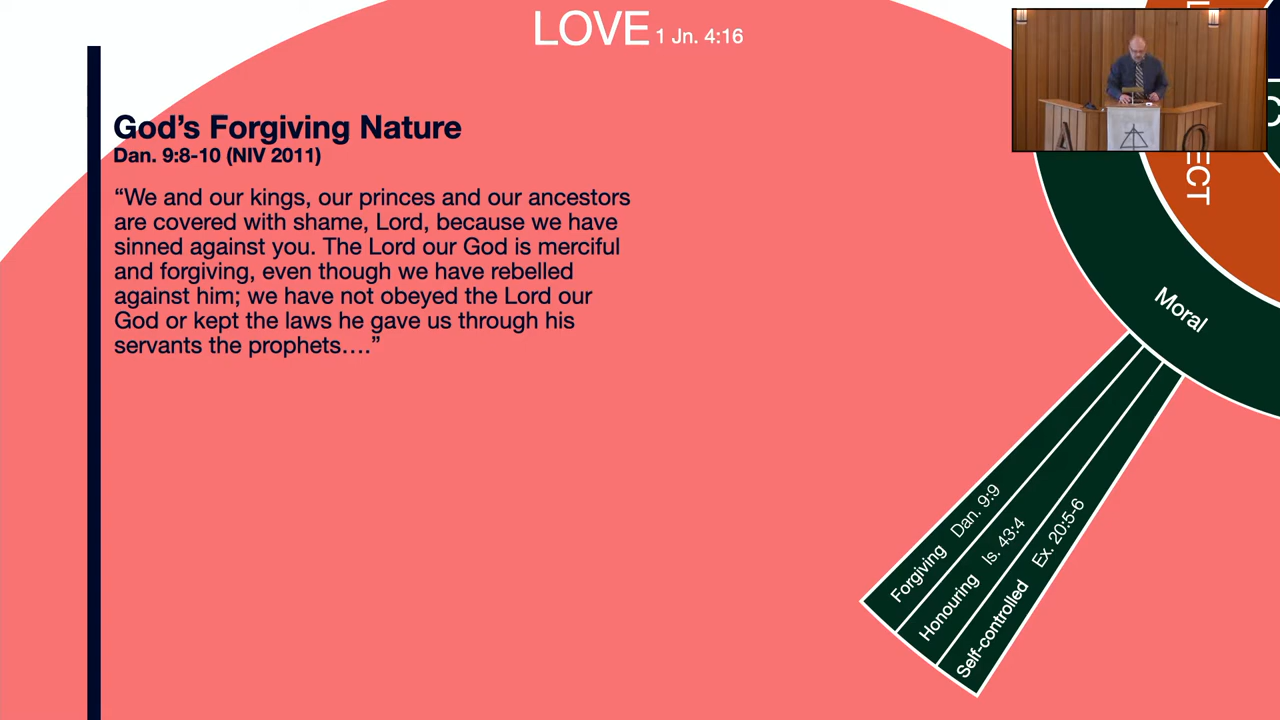 LOVE 1 Jn. 4:16
God’s Forgiving Nature
Dan. 9:8-10 (NIV 2011)
“We and our kings, our princes and our ancestors
are covered with shame, Lord, because we have
sinned against you. The Lord our God is merciful
and forgiving, even though we have rebelled
against him; we have not obeyed the Lord our
God or kept the laws he gave us through his
servants the prophets….”
ECT
Moral
Forgiving Dan. 9:9
Honouring Is. 43:4
Self-controlled Ex. 20:5-6
A
O